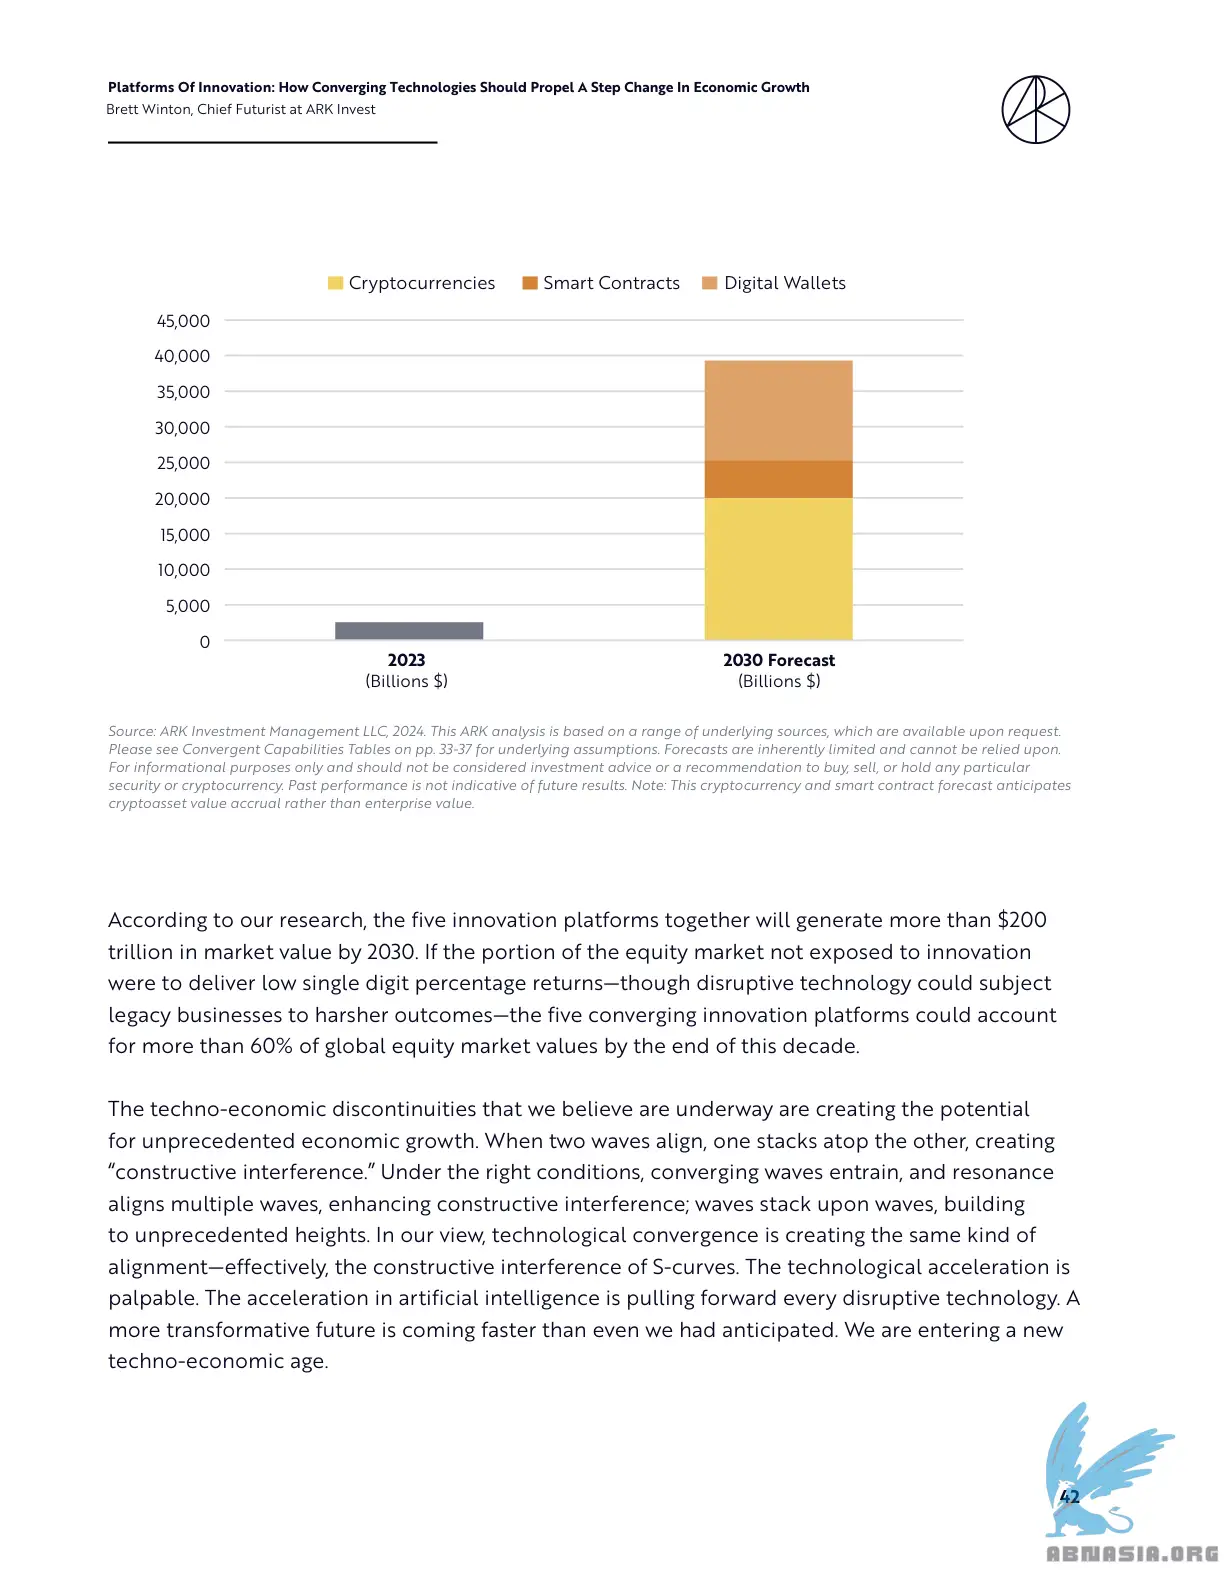 Platforms Of Innovation: How Converging Technologies Should Propel A Step Change In Economic Growth
Brett Winton, Chief Futurist at ARK Invest
Cryptocurrencies Smart Contracts Digital Wallets
45,000
40,000
35,000
30,000
25,000
20,000
15,000
10,000
5,000
0
2023 2030 Forecast
(Billions $) (Billions $)
Source: ARK Investment Management LLC, 2024. This ARK analysis is based on a range of underlying sources, which are available upon request.
Please see Convergent Capabilities Tables on pp. 33-37 for underlying assumptions. Forecasts are inherently limited and cannot be relied upon.
For informational purposes only and should not be considered investment advice or a recommendation to buy, sell, or hold any particular
security or cryptocurrency. Past performance is not indicative of future results. Note: This cryptocurrency and smart contract forecast anticipates
cryptoasset value accrual rather than enterprise value.
According to our research, the five innovation platforms together will generate more than $200
trillion in market value by 2030. If the portion of the equity market not exposed to innovation
were to deliver low single digit percentage returns—though disruptive technology could subject
legacy businesses to harsher outcomes—the five converging innovation platforms could account
for more than 60% of global equity market values by the end of this decade.
The techno-economic discontinuities that we believe are underway are creating the potential
for unprecedented economic growth. When two waves align, one stacks atop the other, creating
“constructive interference.” Under the right conditions, converging waves entrain, and resonance
aligns multiple waves, enhancing constructive interference; waves stack upon waves, building
to unprecedented heights. In our view, technological convergence is creating the same kind of
alignment—effectively, the constructive interference of S-curves. The technological acceleration is
palpable. The acceleration in artificial intelligence is pulling forward every disruptive technology. A
more transformative future is coming faster than even we had anticipated. We are entering a new
techno-economic age.
42
ABNASIA.ORG